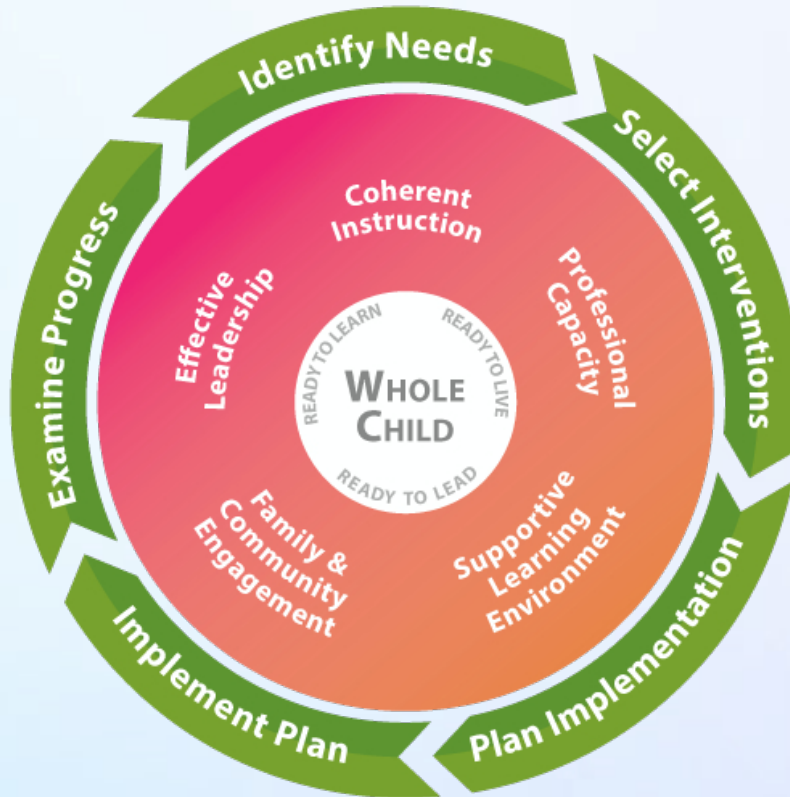 Identify Needs
Select Interventions
Plan Implementation
Implement Plan
Examine Progress
Coherent
Instruction
Professional
Capacity
Supportive
Learning
Environment
Family &
Community
Engagement
Effective
Leadership
READY TO LEARN
READY TO LIVE
READY TO LEAD
WHOLE
CHILD